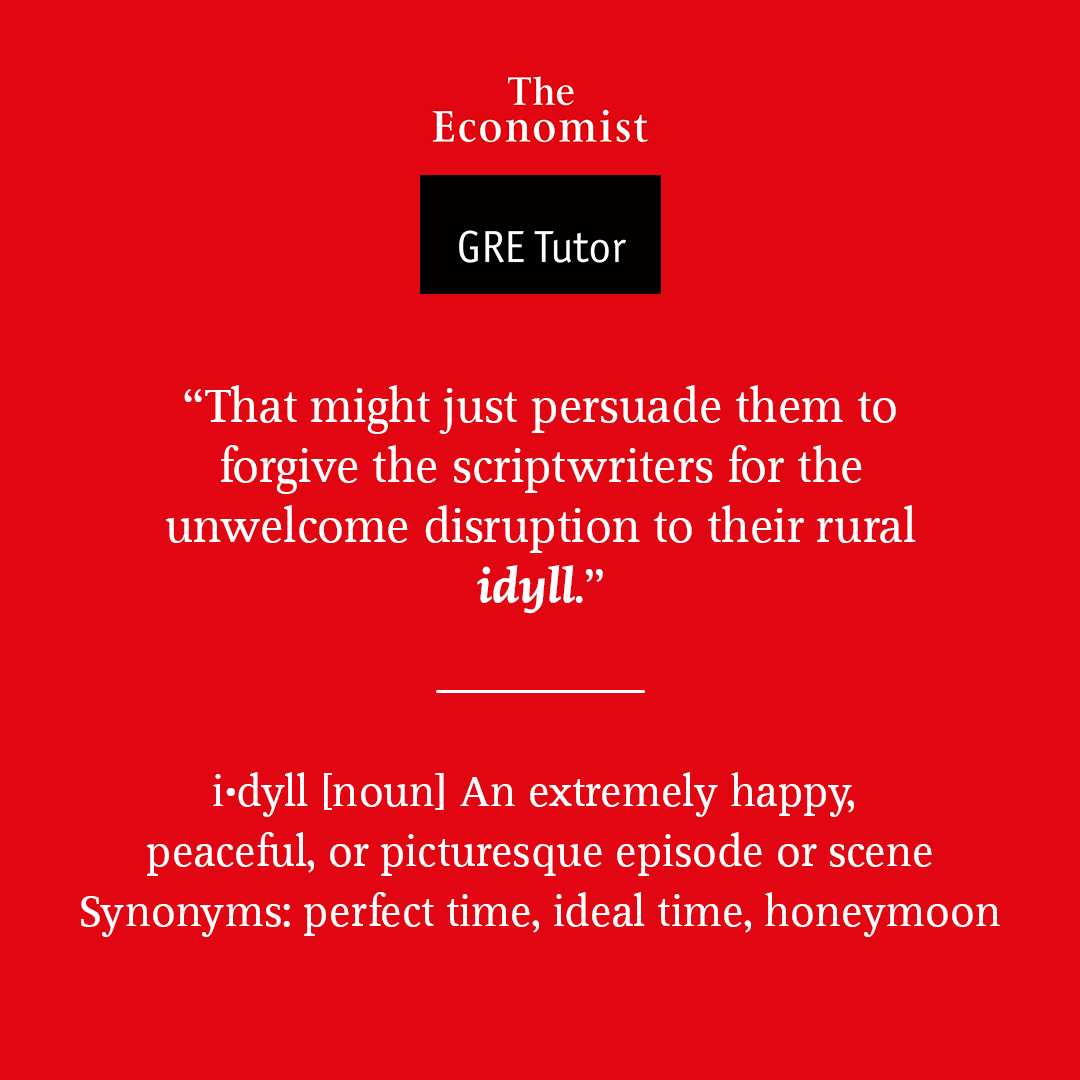 The
Economist
GRE Tutor
“That might just persuade them to
forgive the scriptwriters for the
unwelcome disruption to their rural
idyll.”
i•dyll [noun] An extremely happy,
peaceful, or picturesque episode or scene
Synonyms: perfect time, ideal time, honeymoon